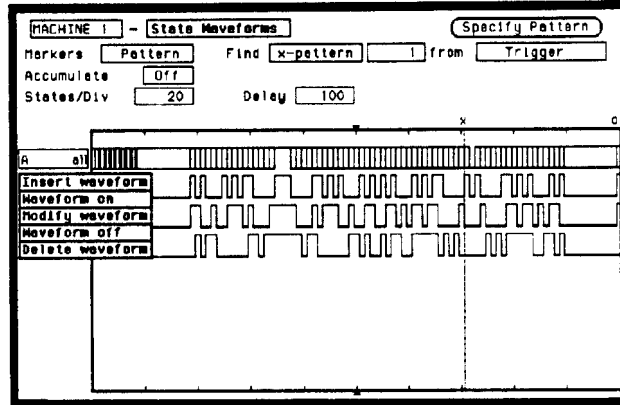 MACHINE 1 - State Waveforms Specify Pattern
Markers Pattern Find x-pattern 1 from Trigger
Accumulate Off
States/Div 20 Delay 100
x o
A all
Insert waveform
Waveform on
Modify waveform
Waveform off
Delete waveform